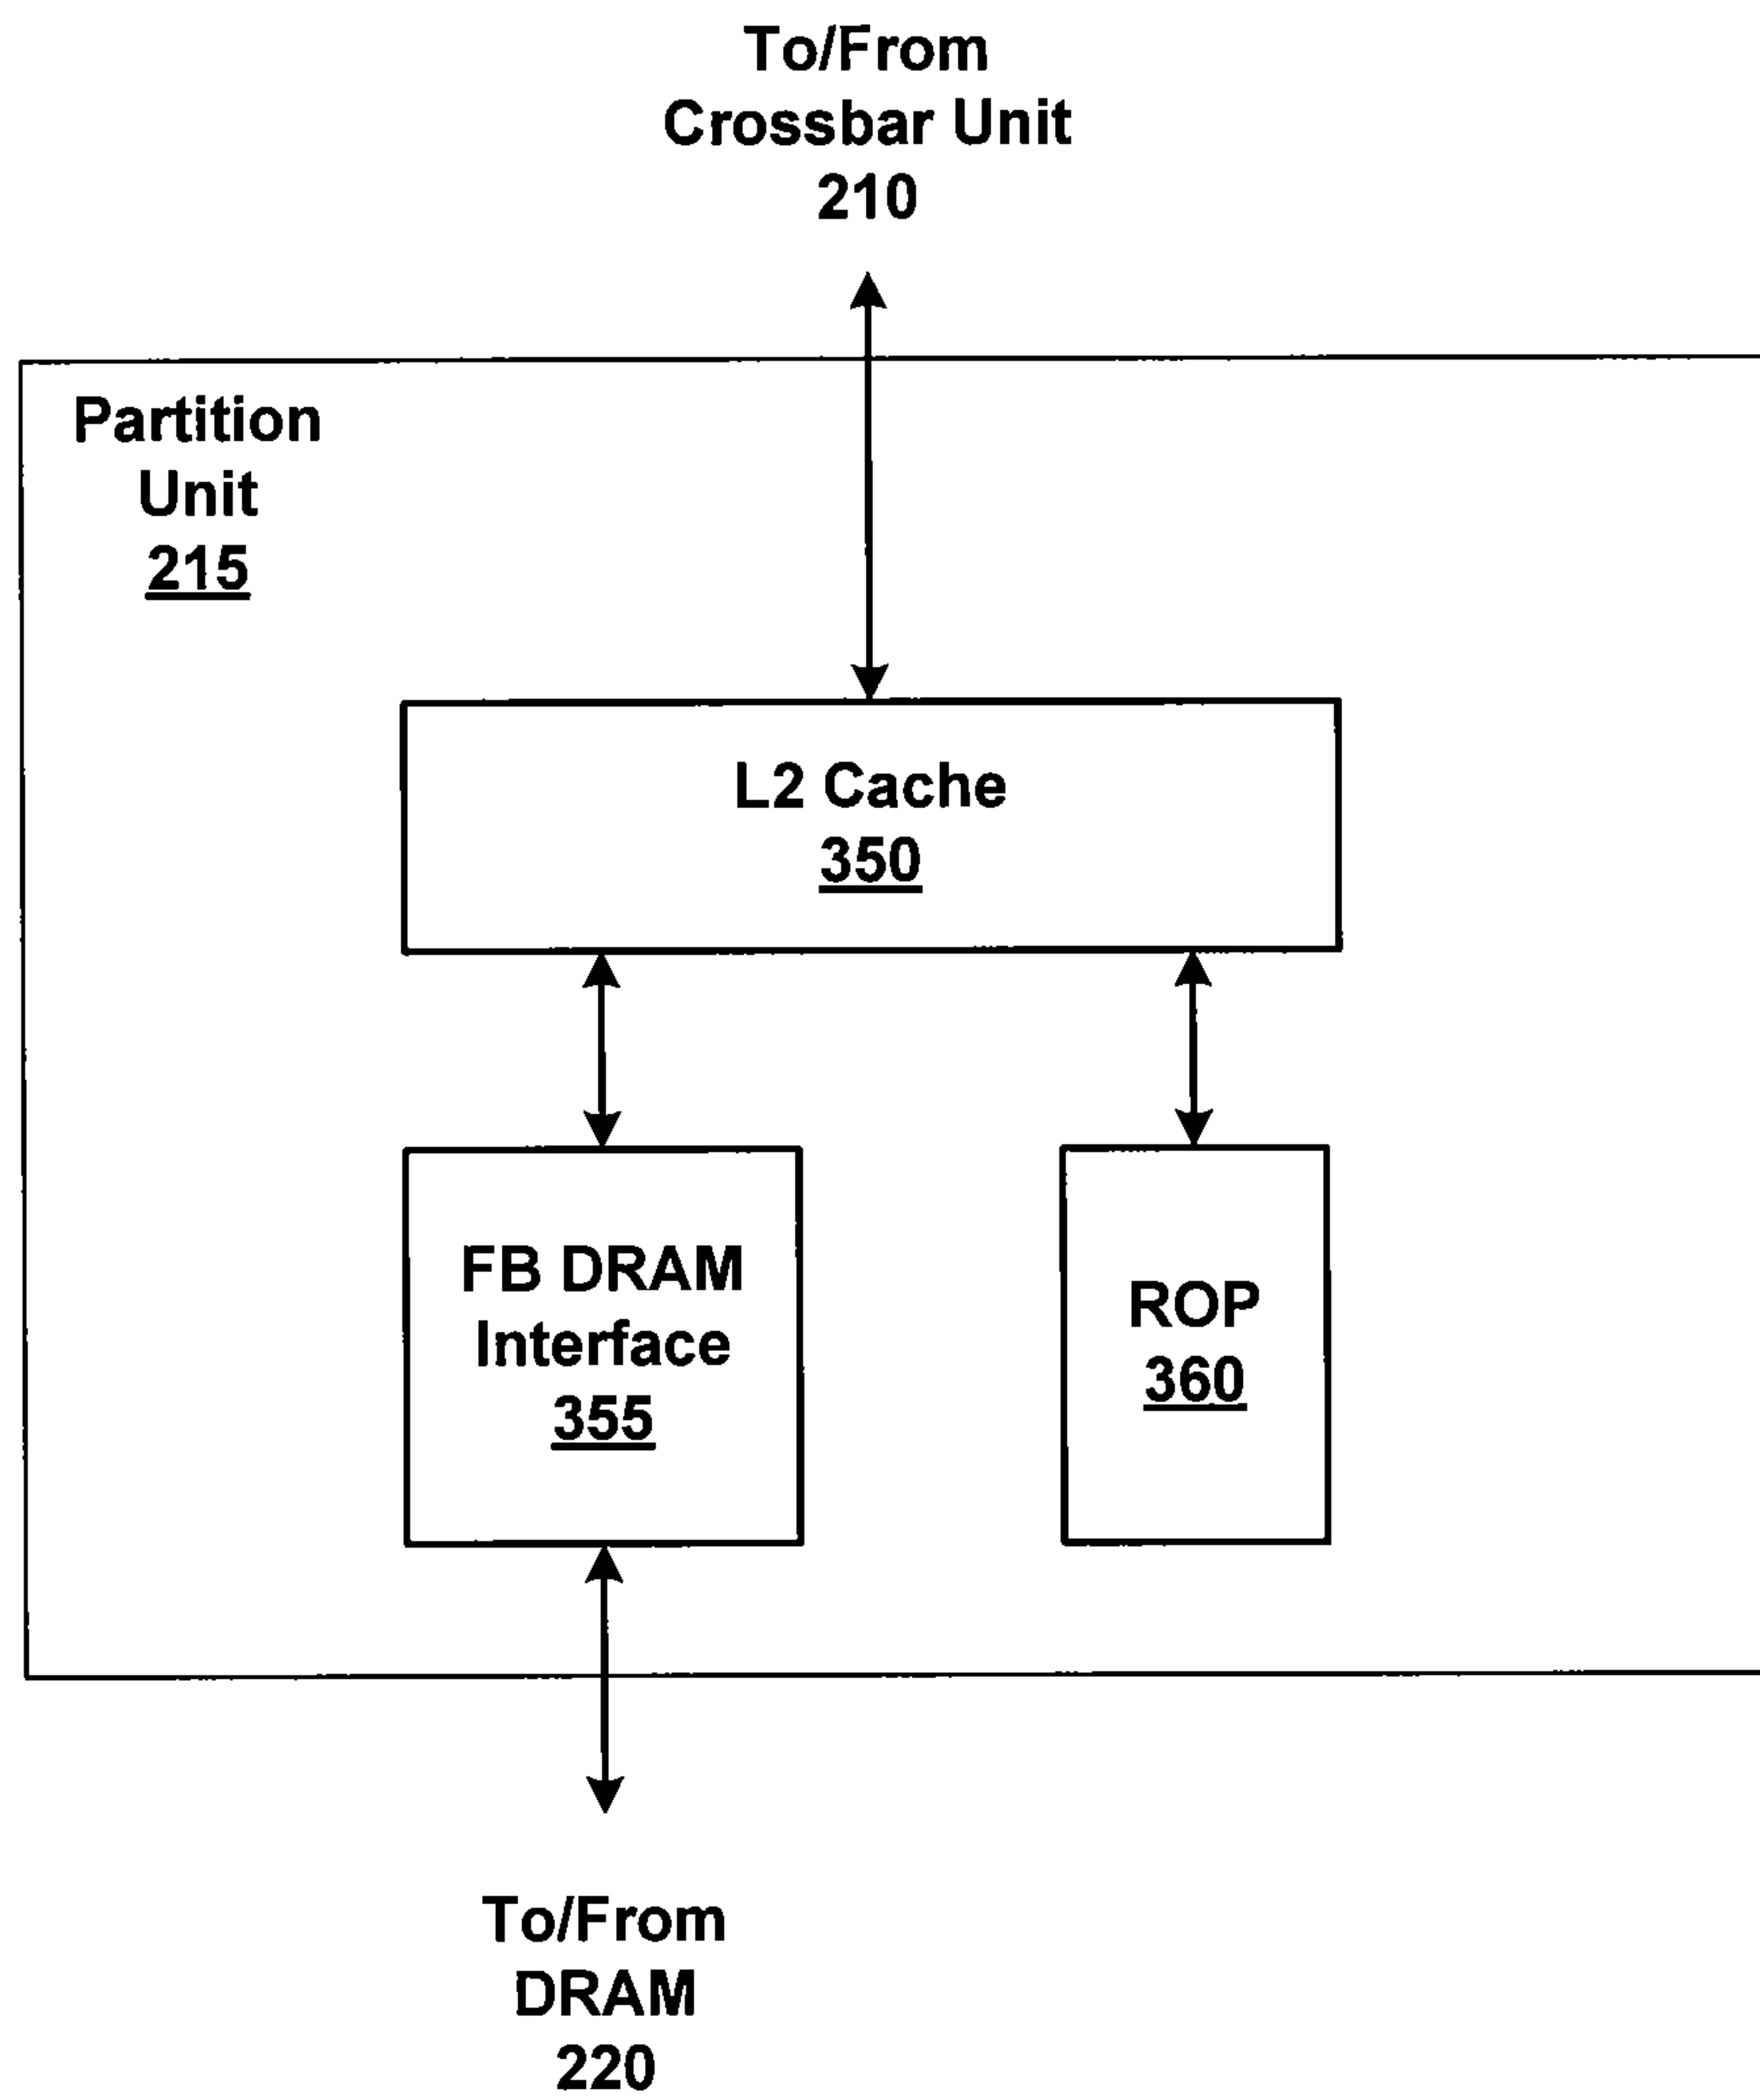 To/From
Crossbar Unit
210
Partition
Unit
215
L2 Cache
350
FB DRAM
Interface
355
ROP
360
To/From
DRAM
220